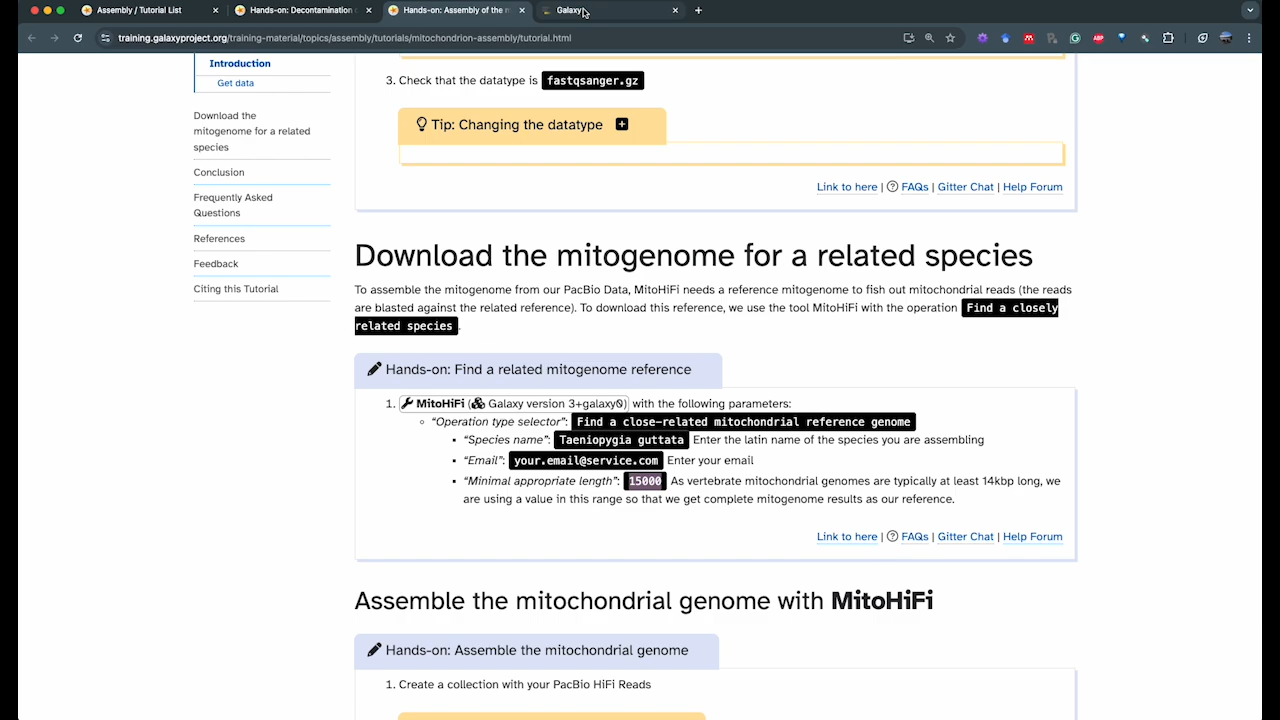 Assembly / Tutorial List
Hands-on: Decontamination
Hands-on: Assembly of the m
Galaxy
training.galaxyproject.org/training-material/topics/assembly/tutorials/mitochondrion-assembly/tutorial.html
Introduction
Get data
Download the
mitogenome for a related
species
Conclusion
Frequently Asked
Questions
References
Feedback
Citing this Tutorial
3. Check that the datatype is fastqsanger.gz
Tip: Changing the datatype
Link to here | FAQs | Gitter Chat | Help Forum
Download the mitogenome for a related species
To assemble the mitogenome from our PacBio Data, MitoHiFi needs a reference mitogenome to fish out mitochondrial reads (the reads
are blasted against the related reference). To download this reference, we use the tool MitoHiFi with the operation Find a closely
related species.
Hands-on: Find a related mitogenome reference
1. MitoHiFi ( Galaxy version 3+galaxy0) with the following parameters:
“Operation type selector”: Find a close-related mitochondrial reference genome
“Species name”: Taeniopygia guttata Enter the latin name of the species you are assembling
“Email”: your.email@service.com Enter your email
“Minimal appropriate length”: 15000 As vertebrate mitochondrial genomes are typically at least 14kbp long, we
are using a value in this range so that we get complete mitogenome results as our reference.
Link to here | FAQs | Gitter Chat | Help Forum
Assemble the mitochondrial genome with MitoHiFi
Hands-on: Assemble the mitochondrial genome
1. Create a collection with your PacBio HiFi Reads